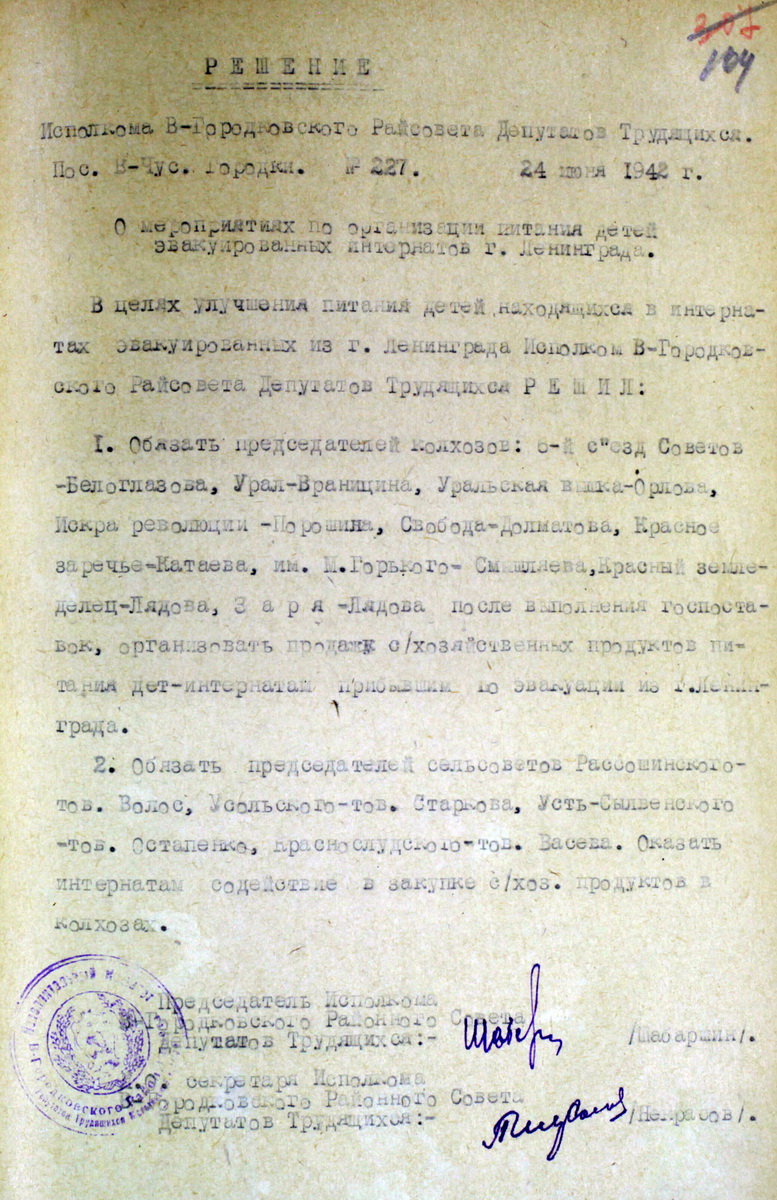 307
104
РЕШЕНИЕ
Исполкома В-Городковского Райсовета Депутатов Трудящихся.
Пос. В-Чус. Городки. № 227. 24 июня 1942 г.
О мероприятиях по организации питания детей
эвакуированных интернатов г. Ленинграда.
В целях улучшения питания детей находящихся в интерна-
тах эвакуированных из г. Ленинграда Исполком В-Городков-
ского Райсовета Депутатов Трудящихся Р Е Ш И Л:
1. Обязать председателей колхозов: 6-й с"езд Советов
-Белоглазова, Урал-Враницина, Уральская вышка-Орлова,
Искра революции -Порошина, Свобода-Долматова, Красное
заречье-Катаева, им. М.Горького- Смышляева,Красный земле-
делец-Лядова, З а р я -Лядова после выполнения госпоста-
вок, организовать продажу с/хозяйственных продуктов пи-
тания дет-интернатам прибывшим по эвакуации из г.Ленин-
града.
2. Обязать председателей сельсоветов Рассошинского-
тов. Волос, Усольского-тов. Старкова, Усть-Сылвенского
-тов. Остапенко, Краснослудского-тов. Васева. Оказать
интернатам содействие в закупке с/хоз. продуктов в
колхозах.
Председатель Исполкома
Городковского Районного Совета
Депутатов Трудящихся:- /Шабаршин/.
секретаря Исполкома
Городковского Районного Совета
Депутатов Трудящихся:- /Некрасов/.